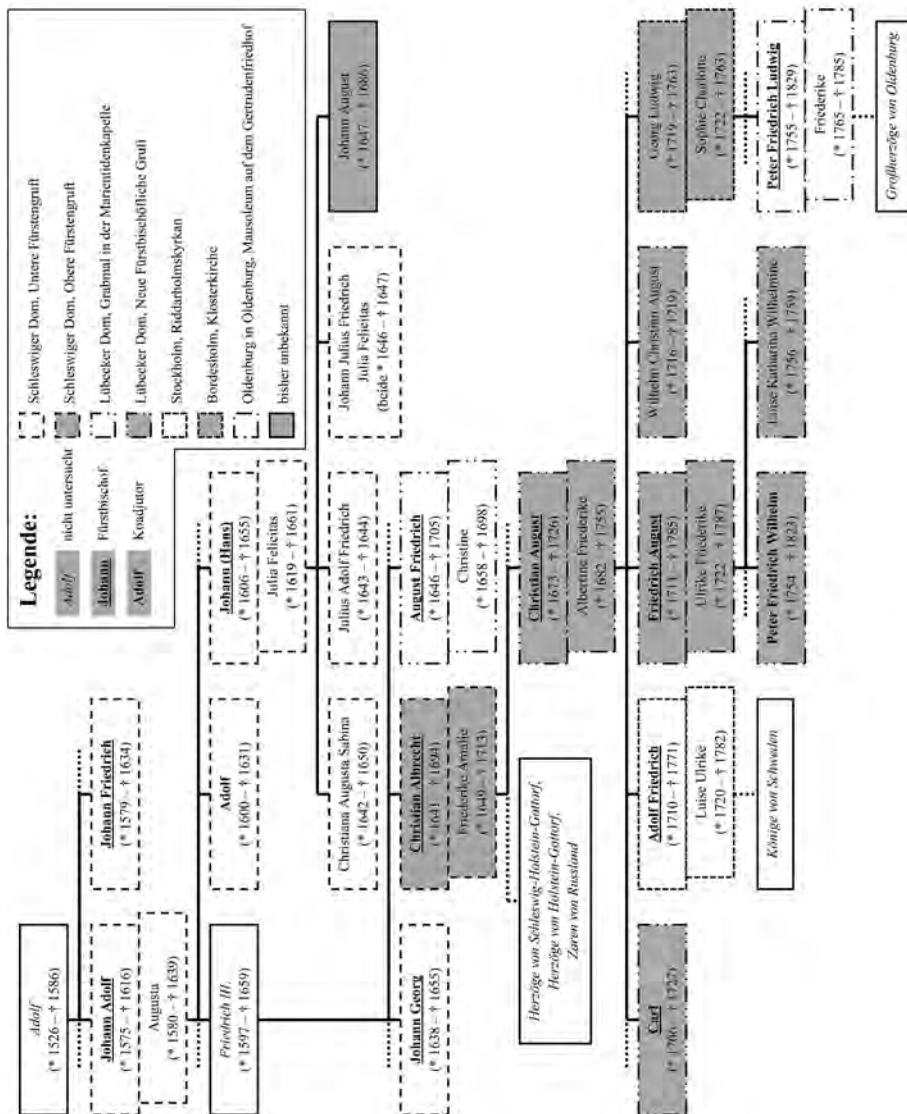 Legende:
Adolf nicht untersucht
Johann Fürstbischof
Adolf Koadjutor
Schleswiger Dom, Untere Fürstengruft
Schleswiger Dom, Obere Fürstengruft
Lübecker Dom, Grabmal in der Marientidenkapelle
Lübecker Dom, Neue Fürstbischöfliche Gruft
Stockholm, Riddarholmskyrkan
Bordesholm, Klosterkirche
Oldenburg in Oldenburg, Mausoleum auf dem Gertrudenfriedhof
bisher unbekannt
Adolf
(* 1526 – † 1586)
Johann Adolf
(* 1575 – † 1616)
Augusta
(* 1580 – † 1639)
Johann Friedrich
(* 1579 – † 1634)
Friedrich III.
(* 1597 – † 1659)
Adolf
(* 1600 – † 1631)
Johann (Hans)
(* 1606 – † 1655)
Julia Felicitas
(* 1619 – † 1661)
Christiana Augusta Sabina
(* 1642 – † 1650)
Julius Adolf Friedrich
(* 1643 – † 1644)
Johann Julius Friedrich
Julia Felicitas
(beide * 1646 – † 1647)
Johann August
(* 1647 – † 1686)
Johann Georg
(* 1638 – † 1655)
Christian Albrecht
(* 1641 – † 1694)
Friederike Amalie
(* 1649 – † 1713)
August Friedrich
(* 1646 – † 1705)
Christine
(* 1658 – † 1698)
Herzöge von Schleswig-Holstein-Gottorf,
Herzöge von Holstein-Gottorf,
Zaren von Russland
Christian August
(* 1673 – † 1726)
Albertine Friederike
(* 1682 – † 1755)
Carl
(* 1706 – † 1727)
Adolf Friedrich
(* 1710 – † 1771)
Luise Ulrike
(* 1720 – † 1782)
Könige von Schweden
Friedrich August
(* 1711 – † 1785)
Ulrike Friederike
(* 1722 – † 1787)
Wilhelm Christian August
(* 1716 – † 1719)
Georg Ludwig
(* 1719 – † 1763)
Sophie Charlotte
(* 1722 – † 1763)
Peter Friedrich Wilhelm
(* 1754 – † 1823)
Luise Katharina Wilhelmine
(* 1756 – † 1759)
Peter Friedrich Ludwig
(* 1755 – † 1829)
Friederike
(* 1765 – † 1785)
Großherzöge von Oldenburg